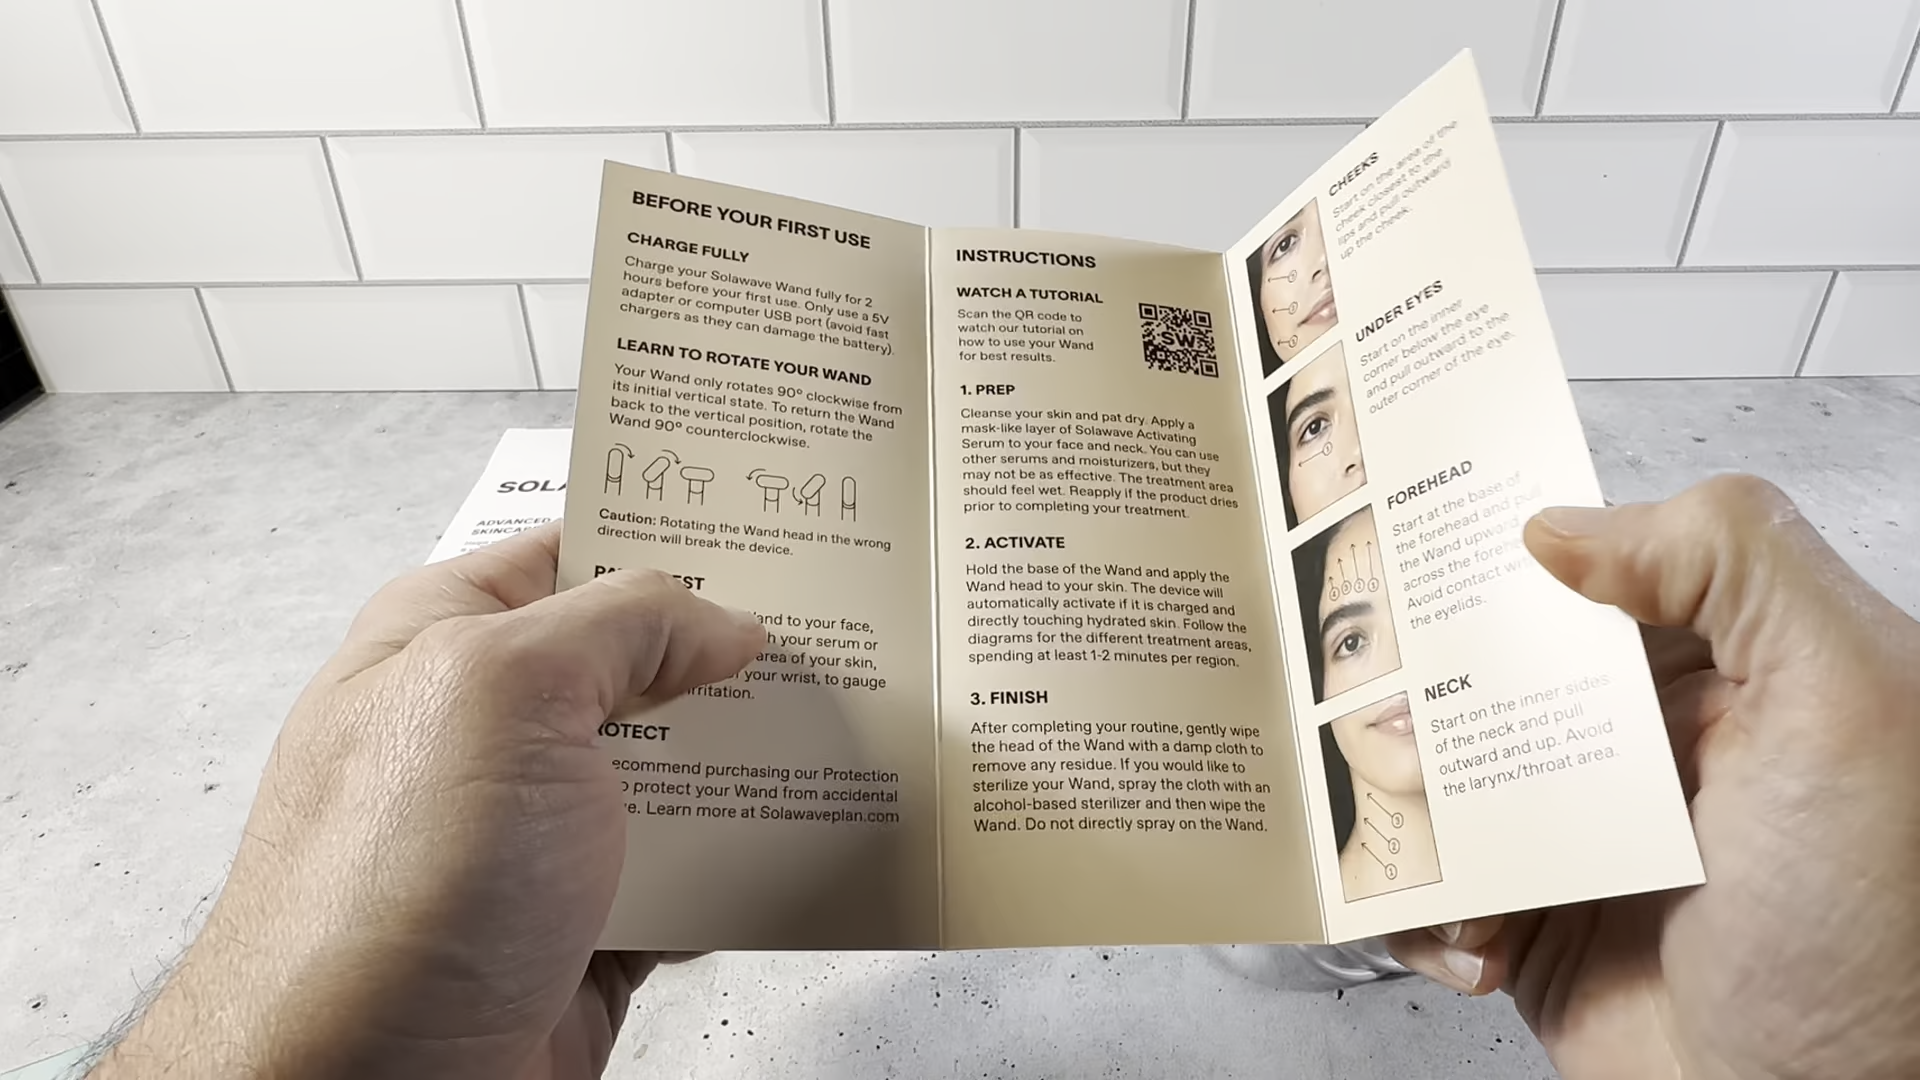 BEFORE YOUR FIRST USE
CHARGE FULLY
Charge your Solawave Wand fully for 2
hours before your first use. Only use a 5V
adapter or computer USB port (avoid fast
chargers as they can damage the battery).
LEARN TO ROTATE YOUR WAND
Your Wand only rotates 90º clockwise from
its initial vertical state. To return the Wand
back to the vertical position, rotate the
Wand 90º counterclockwise.
Caution: Rotating the Wand head in the wrong
direction will break the device.
and to your face,
your serum or
area of your skin,
your wrist, to gauge
irritation.
OTECT
ecommend purchasing our Protection
protect your Wand from accidental
Learn more at Solawaveplan.com
INSTRUCTIONS
WATCH A TUTORIAL
Scan the QR code to
watch our tutorial on
how to use your Wand
for best results.
SW
1. PREP
Cleanse your skin and pat dry. Apply a
mask-like layer of Solawave Activating
Serum to your face and neck. You can use
other serums and moisturizers, but they
may not be as effective. The treatment area
should feel wet. Reapply if the product dries
prior to completing your treatment.
2. ACTIVATE
Hold the base of the Wand and apply the
Wand head to your skin. The device will
automatically activate if it is charged and
directly touching hydrated skin. Follow the
diagrams for the different treatment areas,
spending at least 1-2 minutes per region.
3. FINISH
After completing your routine, gently wipe
the head of the Wand with a damp cloth to
remove any residue. If you would like to
sterilize your Wand, spray the cloth with an
alcohol-based sterilizer and then wipe the
Wand. Do not directly spray on the Wand.
CHEEKS
Start on the area of the
cheek closest to the
lips and pull outward
up the cheek.
UNDER EYES
Start on the inner
corner below the eye
and pull outward to the
outer corner of the eye.
1
FOREHEAD
Start at the base of
the forehead and pull
the Wand upward
across the
Avoid contact
the eyelids.
4 3 2 1
NECK
Start on the inner sides
of the neck and pull
outward and up. Avoid
the larynx/throat area.
3
2
1
SOLA
ADVANCED